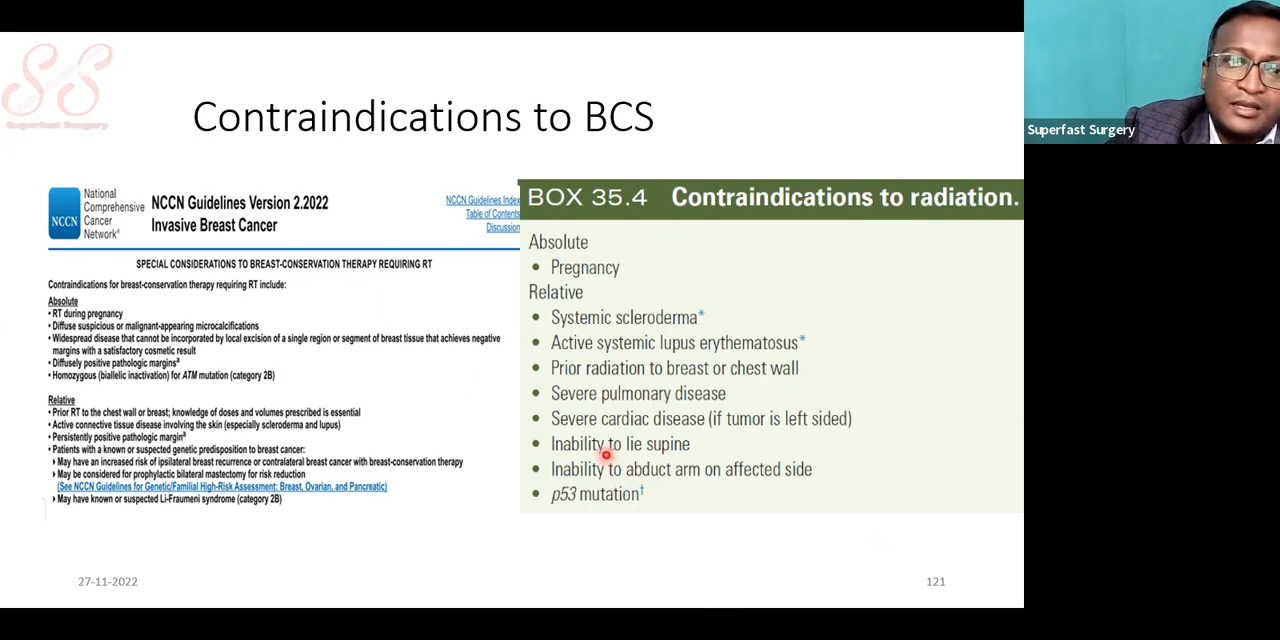 SS
Superfast Surgery
Contraindications to BCS
NCCN
National
Comprehensive
Cancer
Network®
NCCN Guidelines Version 2.2022
Invasive Breast Cancer
NCCN Guidelines Index
Table of Contents
Discussion
SPECIAL CONSIDERATIONS TO BREAST-CONSERVATION THERAPY REQUIRING RT
Contraindications for breast-conservation therapy requiring RT include:
Absolute
• RT during pregnancy
• Diffuse suspicious or malignant-appearing microcalcifications
• Widespread disease that cannot be incorporated by local excision of a single region or segment of breast tissue that achieves negative
margins with a satisfactory cosmetic result
• Diffusely positive pathologic marginsª
• Homozygous (biallelic inactivation) for ATM mutation (category 2B)
Relative
• Prior RT to the chest wall or breast; knowledge of doses and volumes prescribed is essential
• Active connective tissue disease involving the skin (especially scleroderma and lupus)
• Persistently positive pathologic marginª
• Patients with a known or suspected genetic predisposition to breast cancer:
▸ May have an increased risk of ipsilateral breast recurrence or contralateral breast cancer with breast-conservation therapy
▸ May be considered for prophylactic bilateral mastectomy for risk reduction
(See NCCN Guidelines for Genetic/Familial High-Risk Assessment: Breast, Ovarian, and Pancreatic)
▸ May have known or suspected Li-Fraumeni syndrome (category 2B)
BOX 35.4 Contraindications to radiation.
Absolute
• Pregnancy
Relative
• Systemic scleroderma*
• Active systemic lupus erythematosus*
• Prior radiation to breast or chest wall
• Severe pulmonary disease
• Severe cardiac disease (if tumor is left sided)
• Inability to lie supine
• Inability to abduct arm on affected side
• p53 mutation†
27-11-2022
121
Superfast Surgery